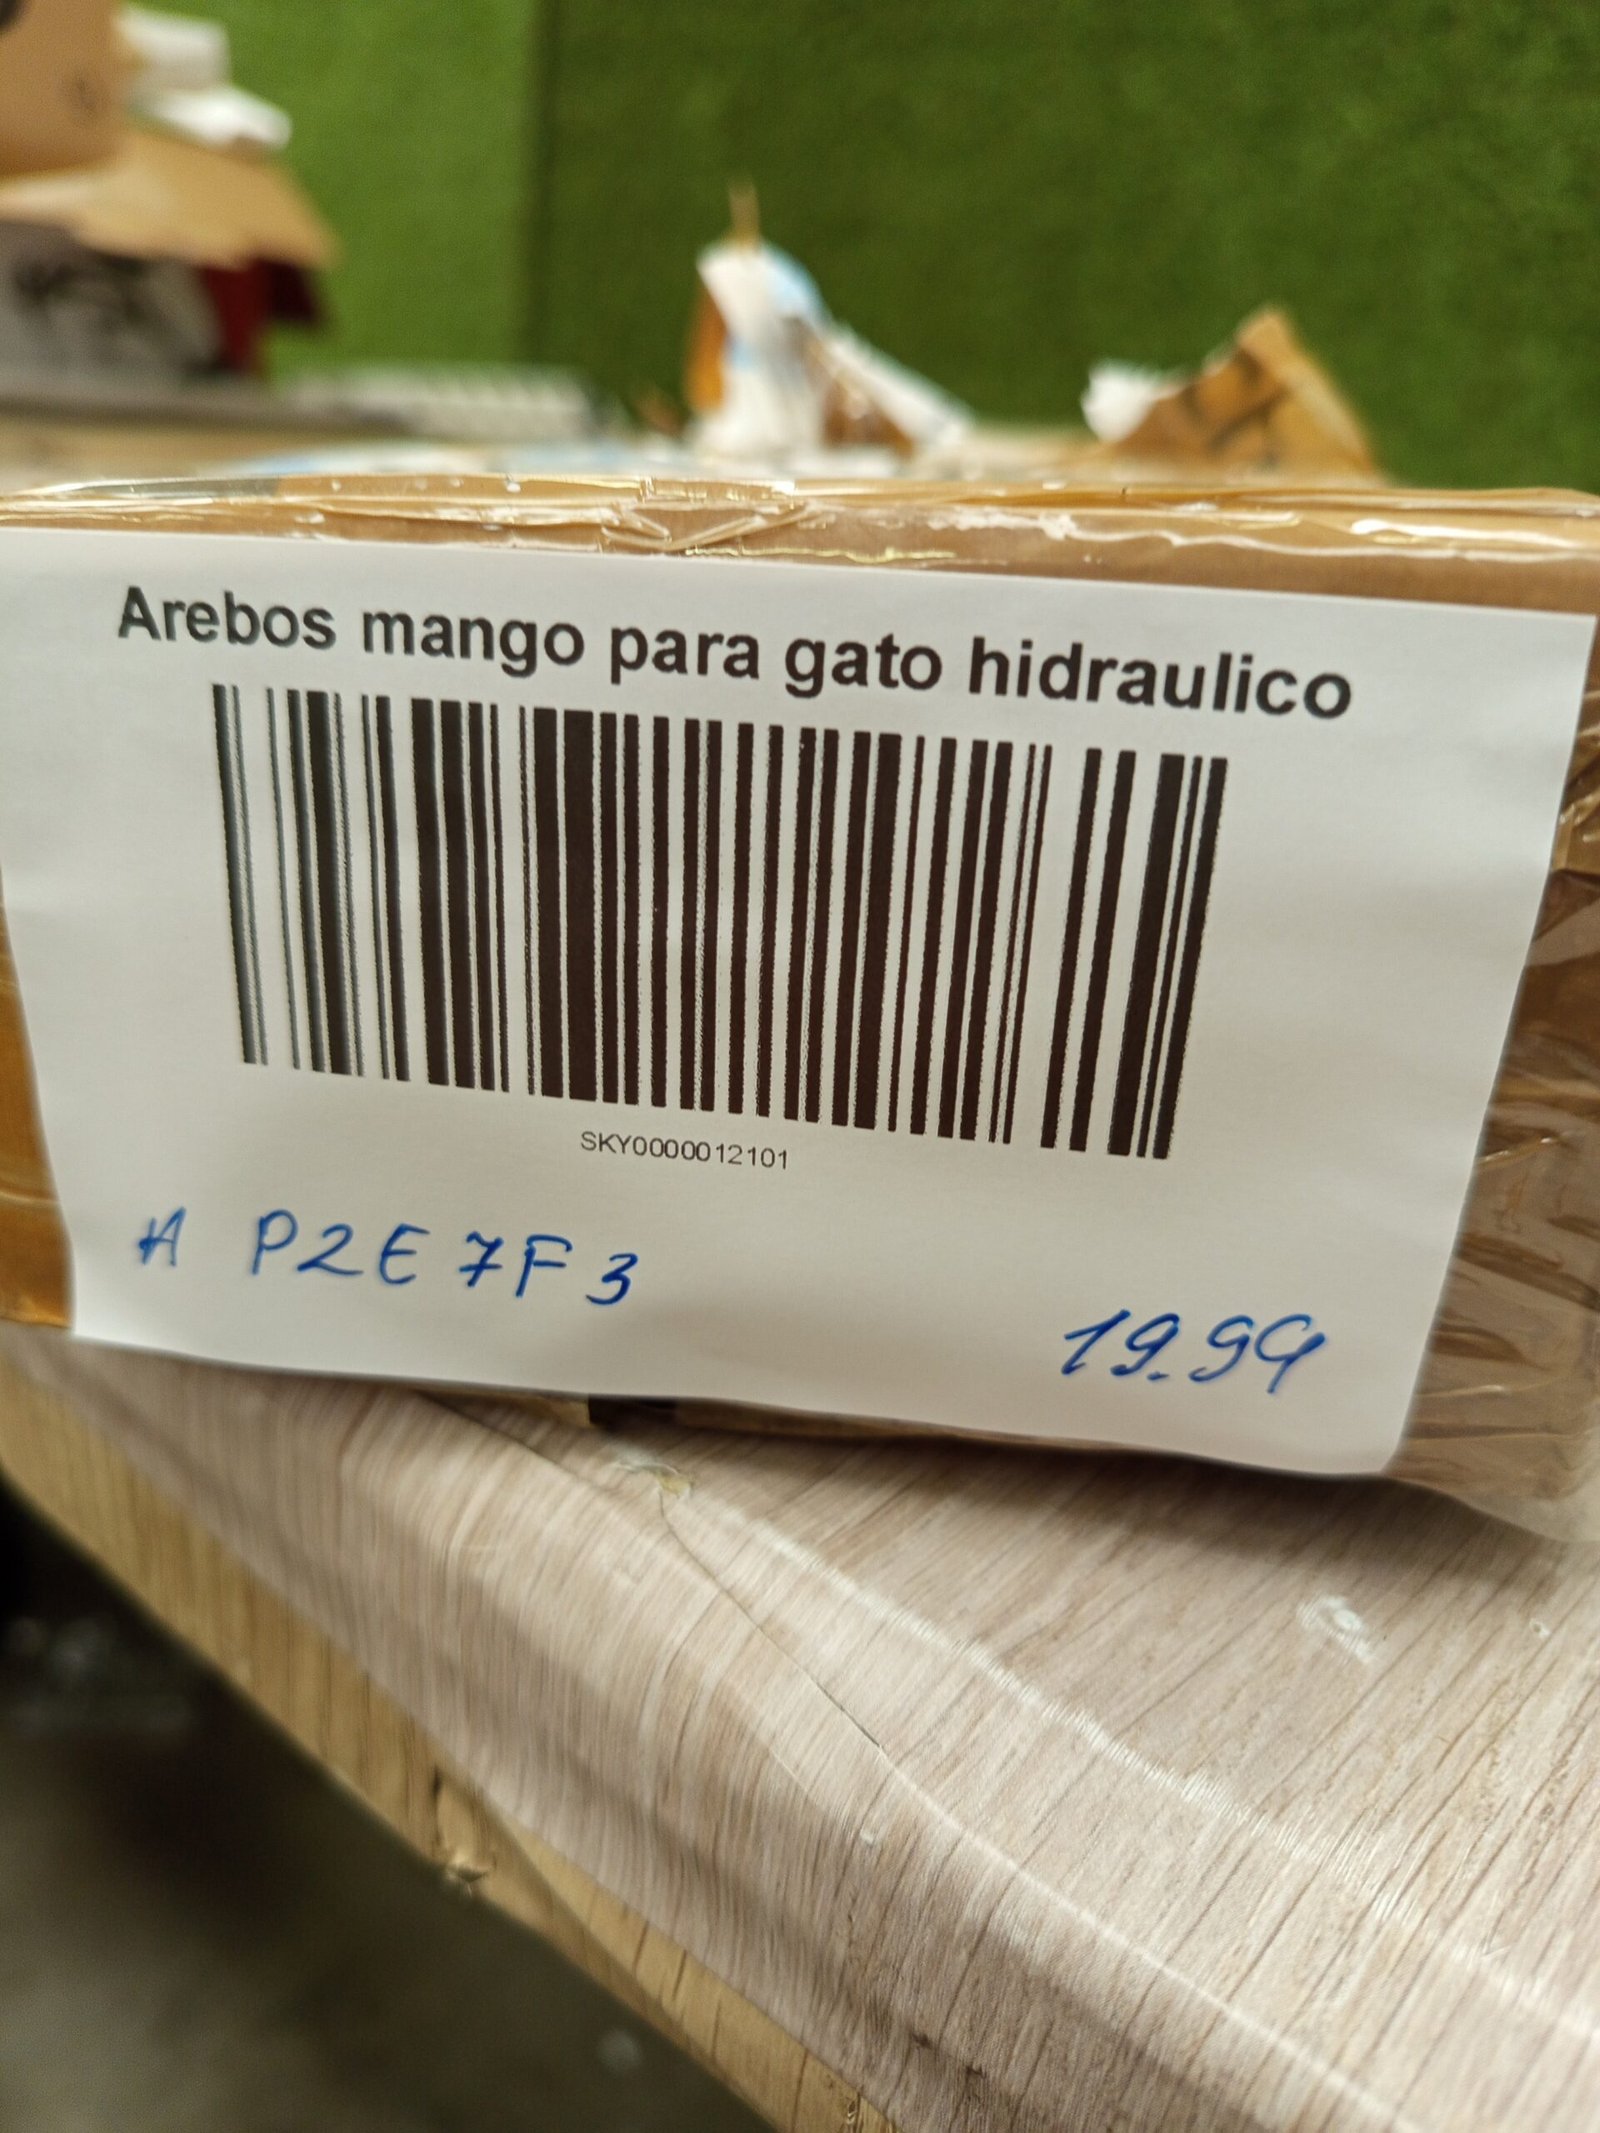 Arebos mango para gato hidraulico
SKY0000012101
A P2E7F3
19.99